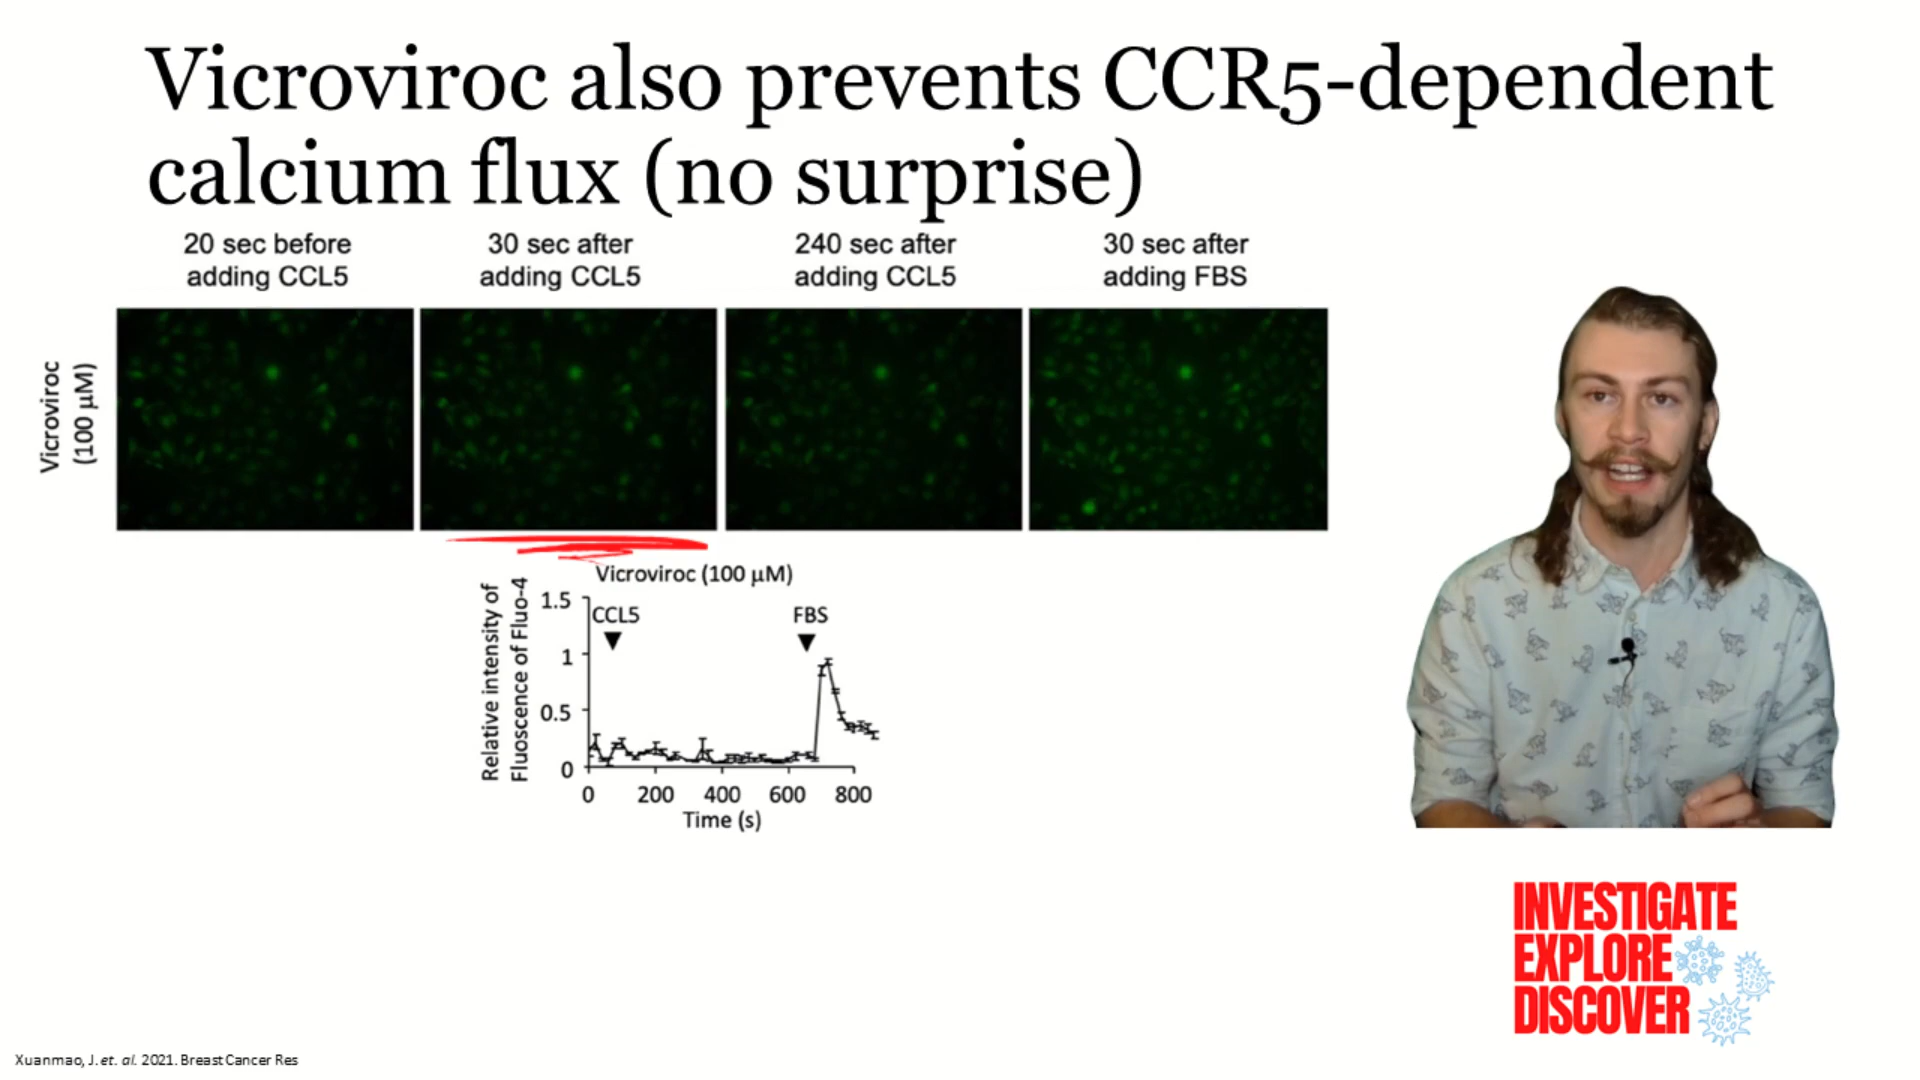 Vicroviroc also prevents CCR5-dependent
calcium flux (no surprise)
20 sec before
adding CCL5
30 sec after
adding CCL5
240 sec after
adding CCL5
30 sec after
adding FBS
Vicroviroc
(100 µM)
Vicroviroc (100 µM)
Relative intensity of
Fluoscence of Fluo-4
1.5
1
0.5
0
CCL5
FBS
0 200 400 600 800
Time (s)
INVESTIGATE
EXPLORE
DISCOVER
Xuanmao, J. et. al. 2021. Breast Cancer Res